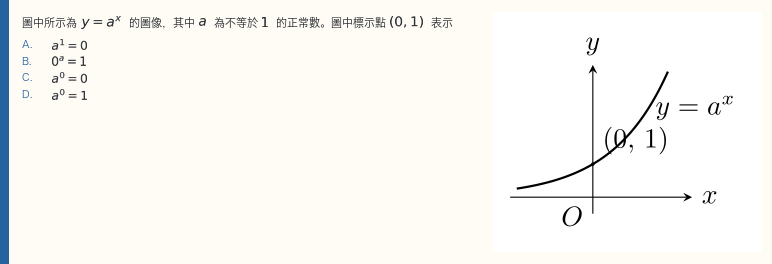 圖中所示為 y = a^x 的圖像，其中 a 為不等於 1 的正常數。圖中標示點 (0, 1) 表示
A. a^1 = 0
B. 0^a = 1
C. a^0 = 0
D. a^0 = 1
y
y = a^x
(0, 1)
x
O